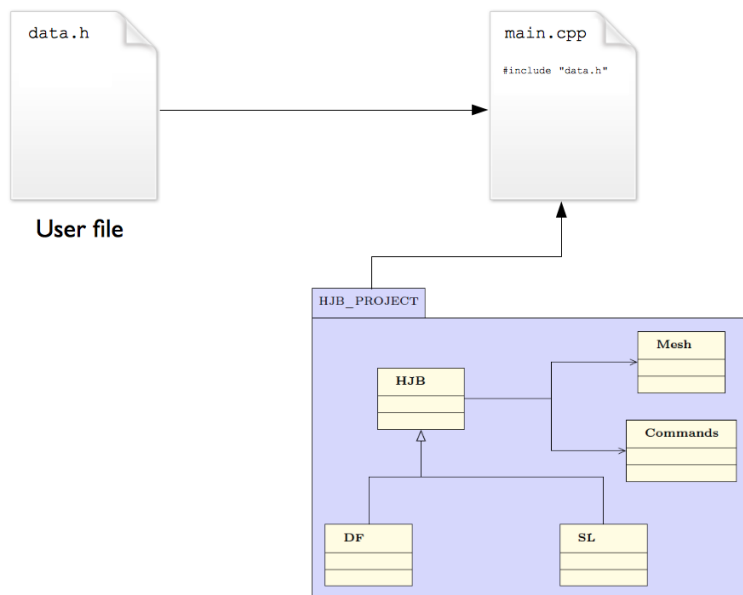 data.h
main.cpp
#include "data.h"
User file
HJB_PROJECT
Mesh
HJB
Commands
DF
SL